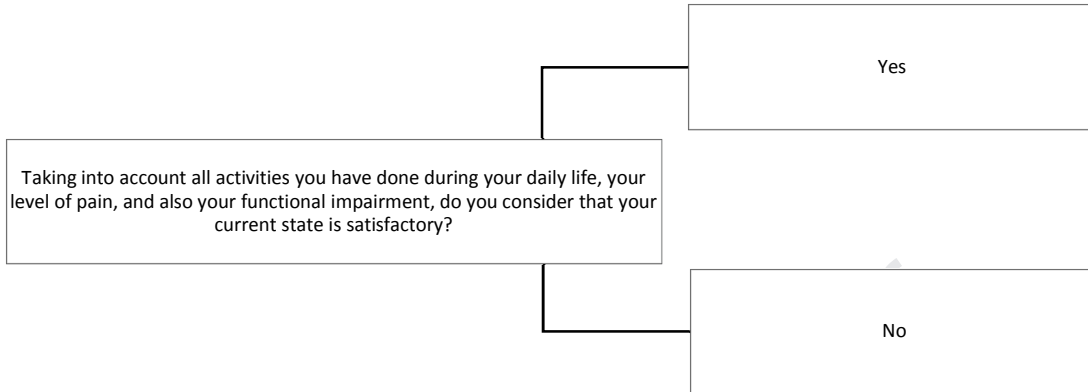 Yes
Taking into account all activities you have done during your daily life, your
level of pain, and also your functional impairment, do you consider that your
current state is satisfactory?
No